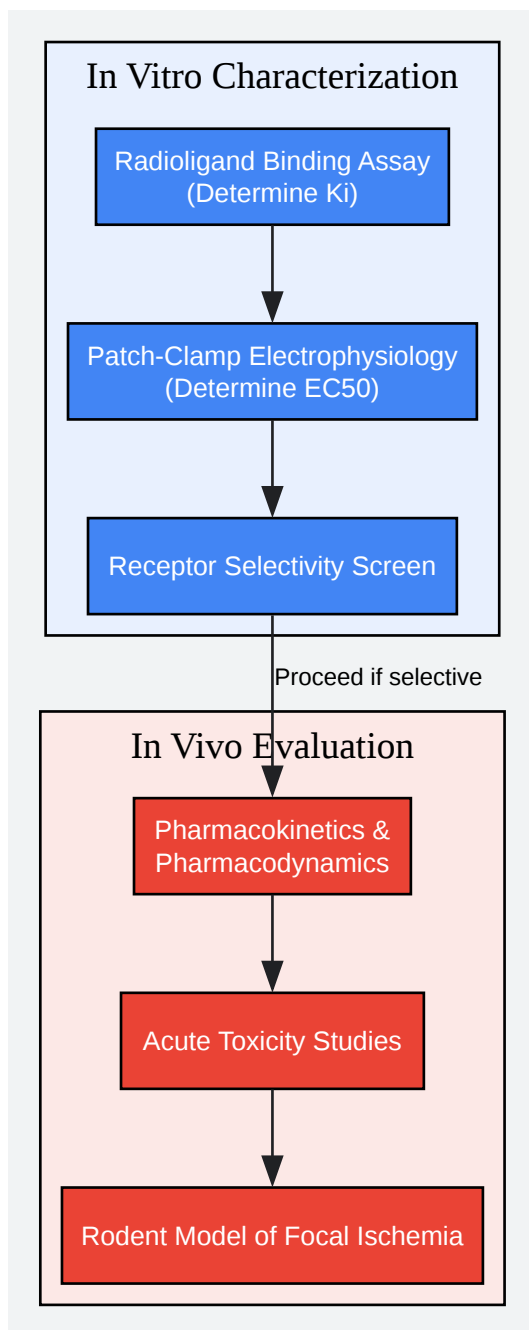 In Vitro Characterization
Radioligand Binding Assay
(Determine Ki)
Patch-Clamp Electrophysiology
(Determine EC50)
Receptor Selectivity Screen
Proceed if selective
In Vivo Evaluation
Pharmacokinetics &
Pharmacodynamics
Acute Toxicity Studies
Rodent Model of Focal Ischemia